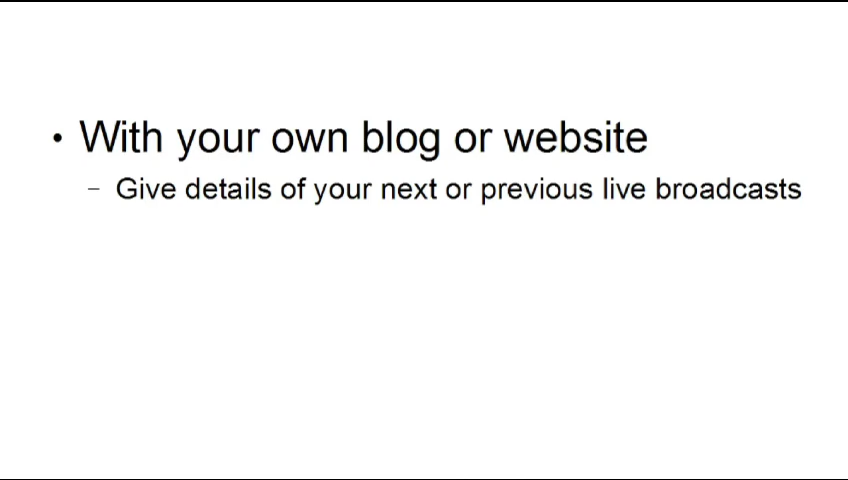 • With your own blog or website
– Give details of your next or previous live broadcasts